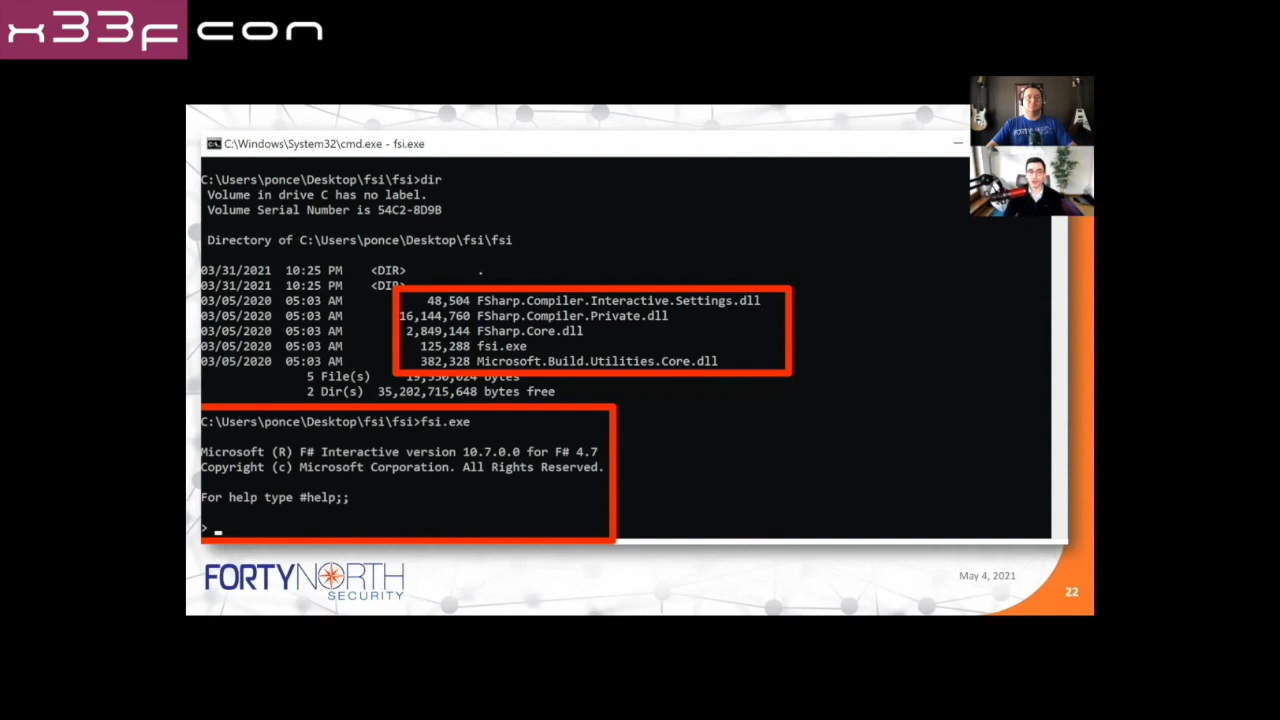 x33fcon
C:\Windows\System32\cmd.exe - fsi.exe
FORTYNORTH
C:\Users\ponce\Desktop\fsi\fsi>dir
Volume in drive C has no label.
Volume Serial Number is 54C2-8D9B
Directory of C:\Users\ponce\Desktop\fsi\fsi
03/31/2021 10:25 PM <DIR> .
03/31/2021 10:25 PM <DIR>
03/05/2020 05:03 AM 48,504 FSharp.Compiler.Interactive.Settings.dll
03/05/2020 05:03 AM 16,144,760 FSharp.Compiler.Private.dll
03/05/2020 05:03 AM 2,849,144 FSharp.Core.dll
03/05/2020 05:03 AM 125,288 fsi.exe
03/05/2020 05:03 AM 382,328 Microsoft.Build.Utilities.Core.dll
5 File(s) 19,550,024 bytes
2 Dir(s) 35,202,715,648 bytes free
C:\Users\ponce\Desktop\fsi\fsi>fsi.exe
Microsoft (R) F# Interactive version 10.7.0.0 for F# 4.7
Copyright (c) Microsoft Corporation. All Rights Reserved.
For help type #help;;
>
FORTYNORTH
SECURITY
May 4, 2021
22